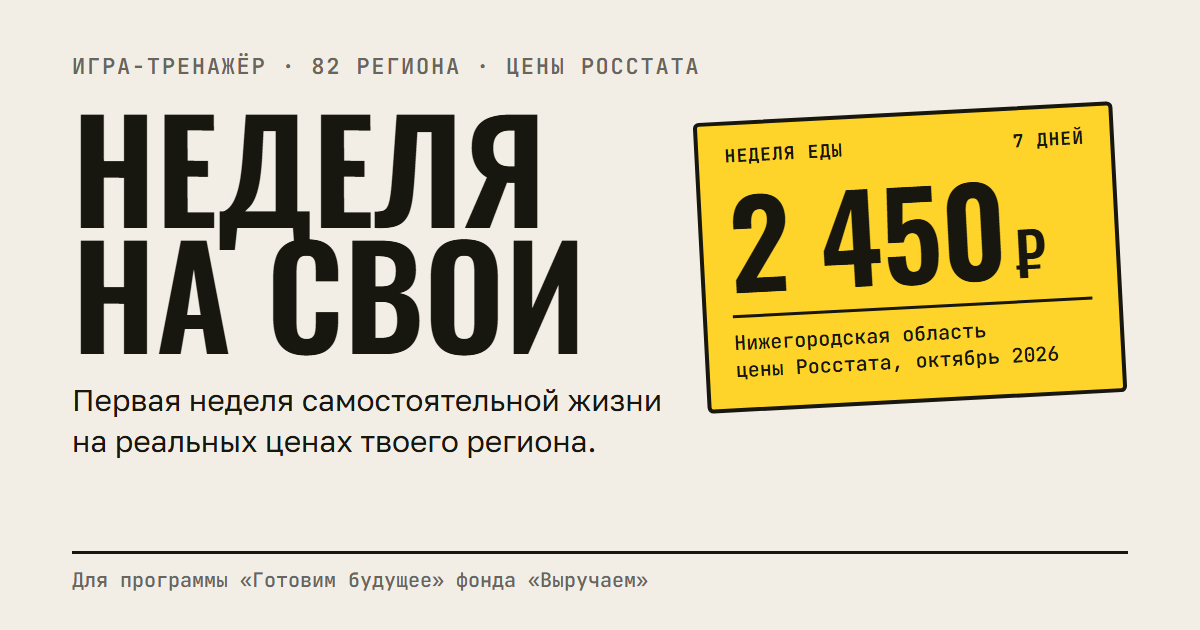 ИГРА-ТРЕНАЖЁР · 82 РЕГИОНА · ЦЕНЫ РОССТАТА
НЕДЕЛЯ
НА СВОИ
Первая неделя самостоятельной жизни
на реальных ценах твоего региона.
НЕДЕЛЯ ЕДЫ
7 ДНЕЙ
2 450 ₽
Нижегородская область
цены Росстата, октябрь 2026
Для программы «Готовим будущее» фонда «Выручаем»